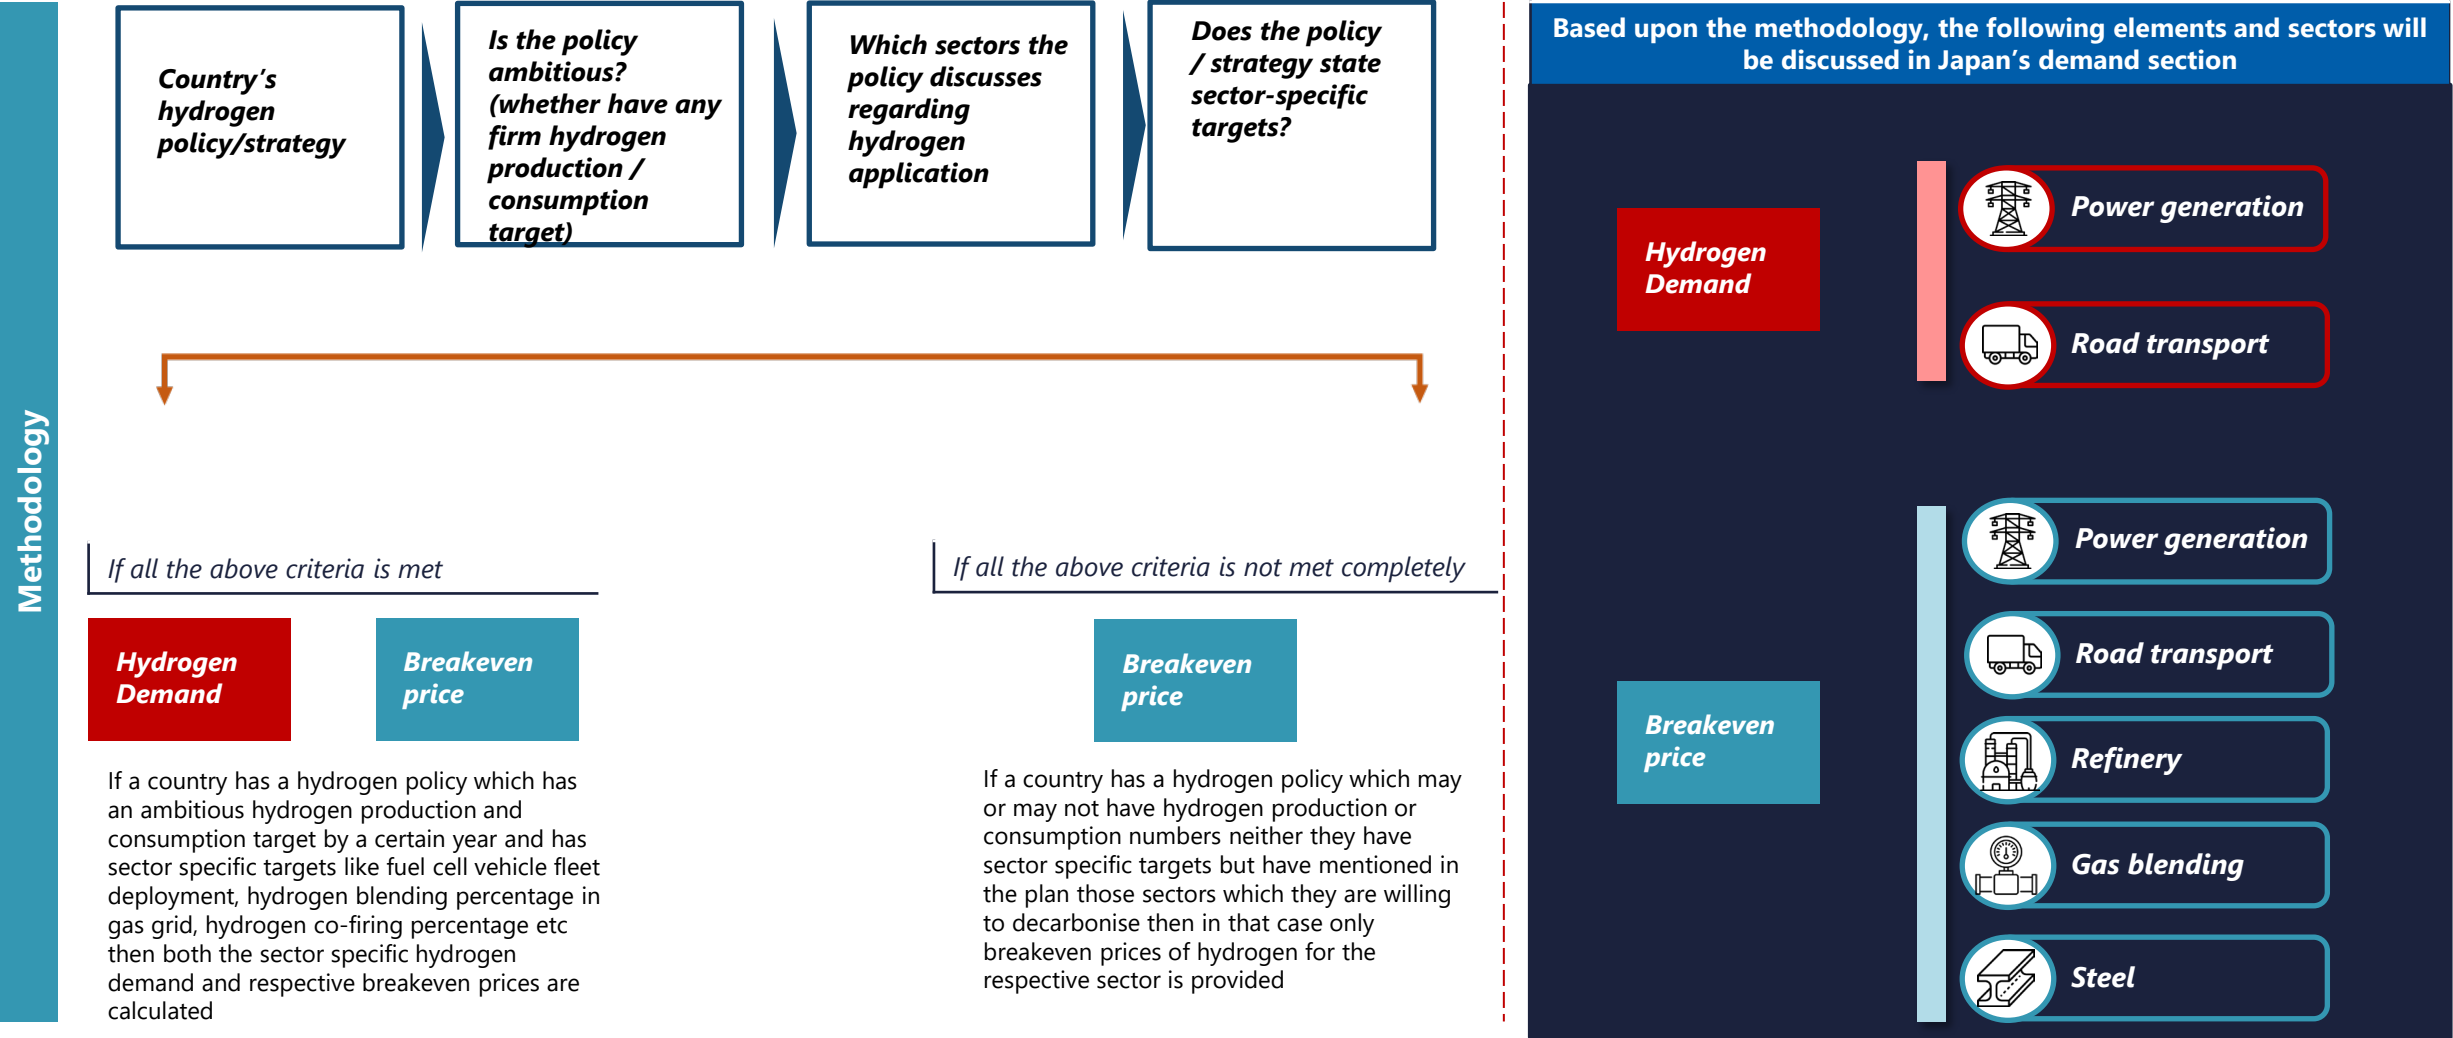 Methodology
Country’s
hydrogen
policy/strategy
Is the policy
ambitious?
(whether have any
firm hydrogen
production /
consumption
target)
Which sectors the
policy discusses
regarding
hydrogen
application
Does the policy
/ strategy state
sector-specific
targets?
If all the above criteria is met
Hydrogen
Demand
Breakeven
price
If a country has a hydrogen policy which has
an ambitious hydrogen production and
consumption target by a certain year and has
sector specific targets like fuel cell vehicle fleet
deployment, hydrogen blending percentage in
gas grid, hydrogen co-firing percentage etc
then both the sector specific hydrogen
demand and respective breakeven prices are
calculated
If all the above criteria is not met completely
Breakeven
price
If a country has a hydrogen policy which may
or may not have hydrogen production or
consumption numbers neither they have
sector specific targets but have mentioned in
the plan those sectors which they are willing
to decarbonise then in that case only
breakeven prices of hydrogen for the
respective sector is provided
Based upon the methodology, the following elements and sectors will
be discussed in Japan’s demand section
Hydrogen
Demand
Power generation
Road transport
Breakeven
price
Power generation
Road transport
Refinery
Gas blending
Steel